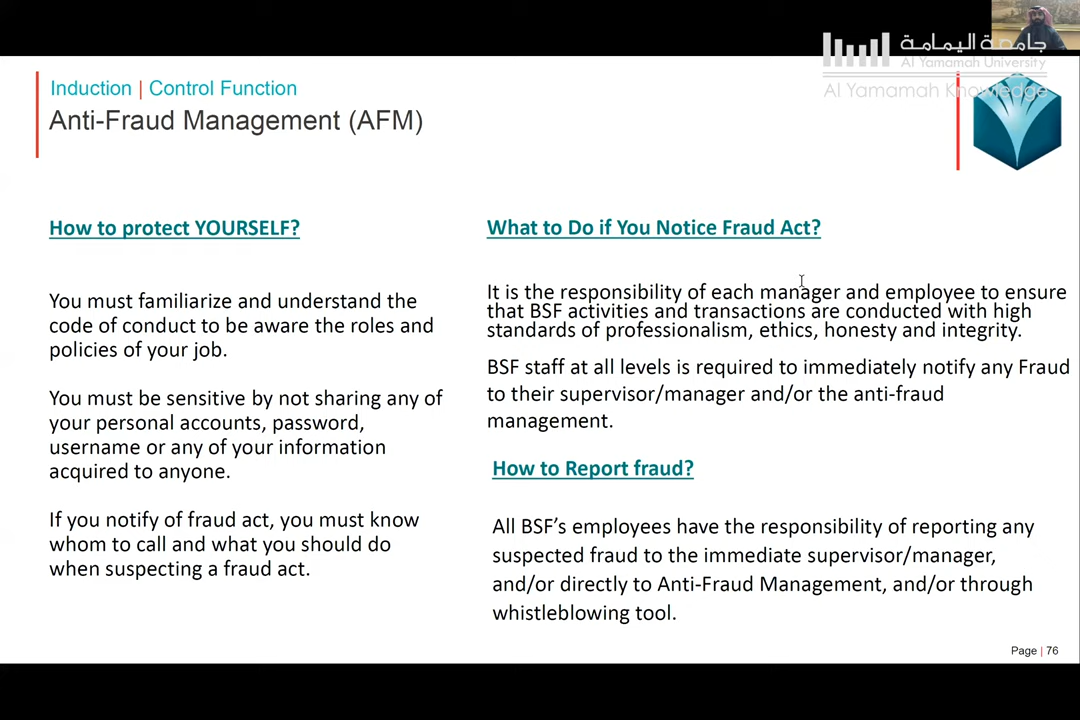 جامعة اليمامة
Al Yamamah University
Al Yamamah Knowledge
Induction | Control Function
Anti-Fraud Management (AFM)
How to protect YOURSELF?
You must familiarize and understand the
code of conduct to be aware the roles and
policies of your job.
You must be sensitive by not sharing any of
your personal accounts, password,
username or any of your information
acquired to anyone.
If you notify of fraud act, you must know
whom to call and what you should do
when suspecting a fraud act.
What to Do if You Notice Fraud Act?
It is the responsibility of each manager and employee to ensure
that BSF activities and transactions are conducted with high
standards of professionalism, ethics, honesty and integrity.
BSF staff at all levels is required to immediately notify any Fraud
to their supervisor/manager and/or the anti-fraud
management.
How to Report fraud?
All BSF’s employees have the responsibility of reporting any
suspected fraud to the immediate supervisor/manager,
and/or directly to Anti-Fraud Management, and/or through
whistleblowing tool.
Page | 76